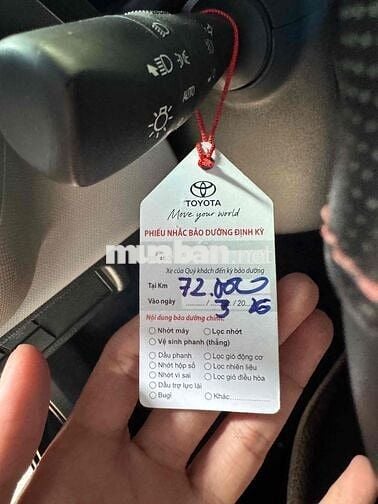 AUTO
TOYOTA
Move your world
PHIẾU NHẮC BẢO DƯỠNG ĐỊNH KỲ
muaban.net
Xe của Quý khách đến kỳ bảo dưỡng
Tại Km 72.000
Vào ngày ....... / 3 / 20...
Nội dung bảo dưỡng chính:
Nhớt máy Lọc nhớt
Vệ sinh phanh (thắng)
Dầu phanh Lọc gió động cơ
Nhớt hộp số Lọc nhiên liệu
Nhớt vi sai Lọc gió điều hòa
Dầu trợ lực lái
Bugi Khác